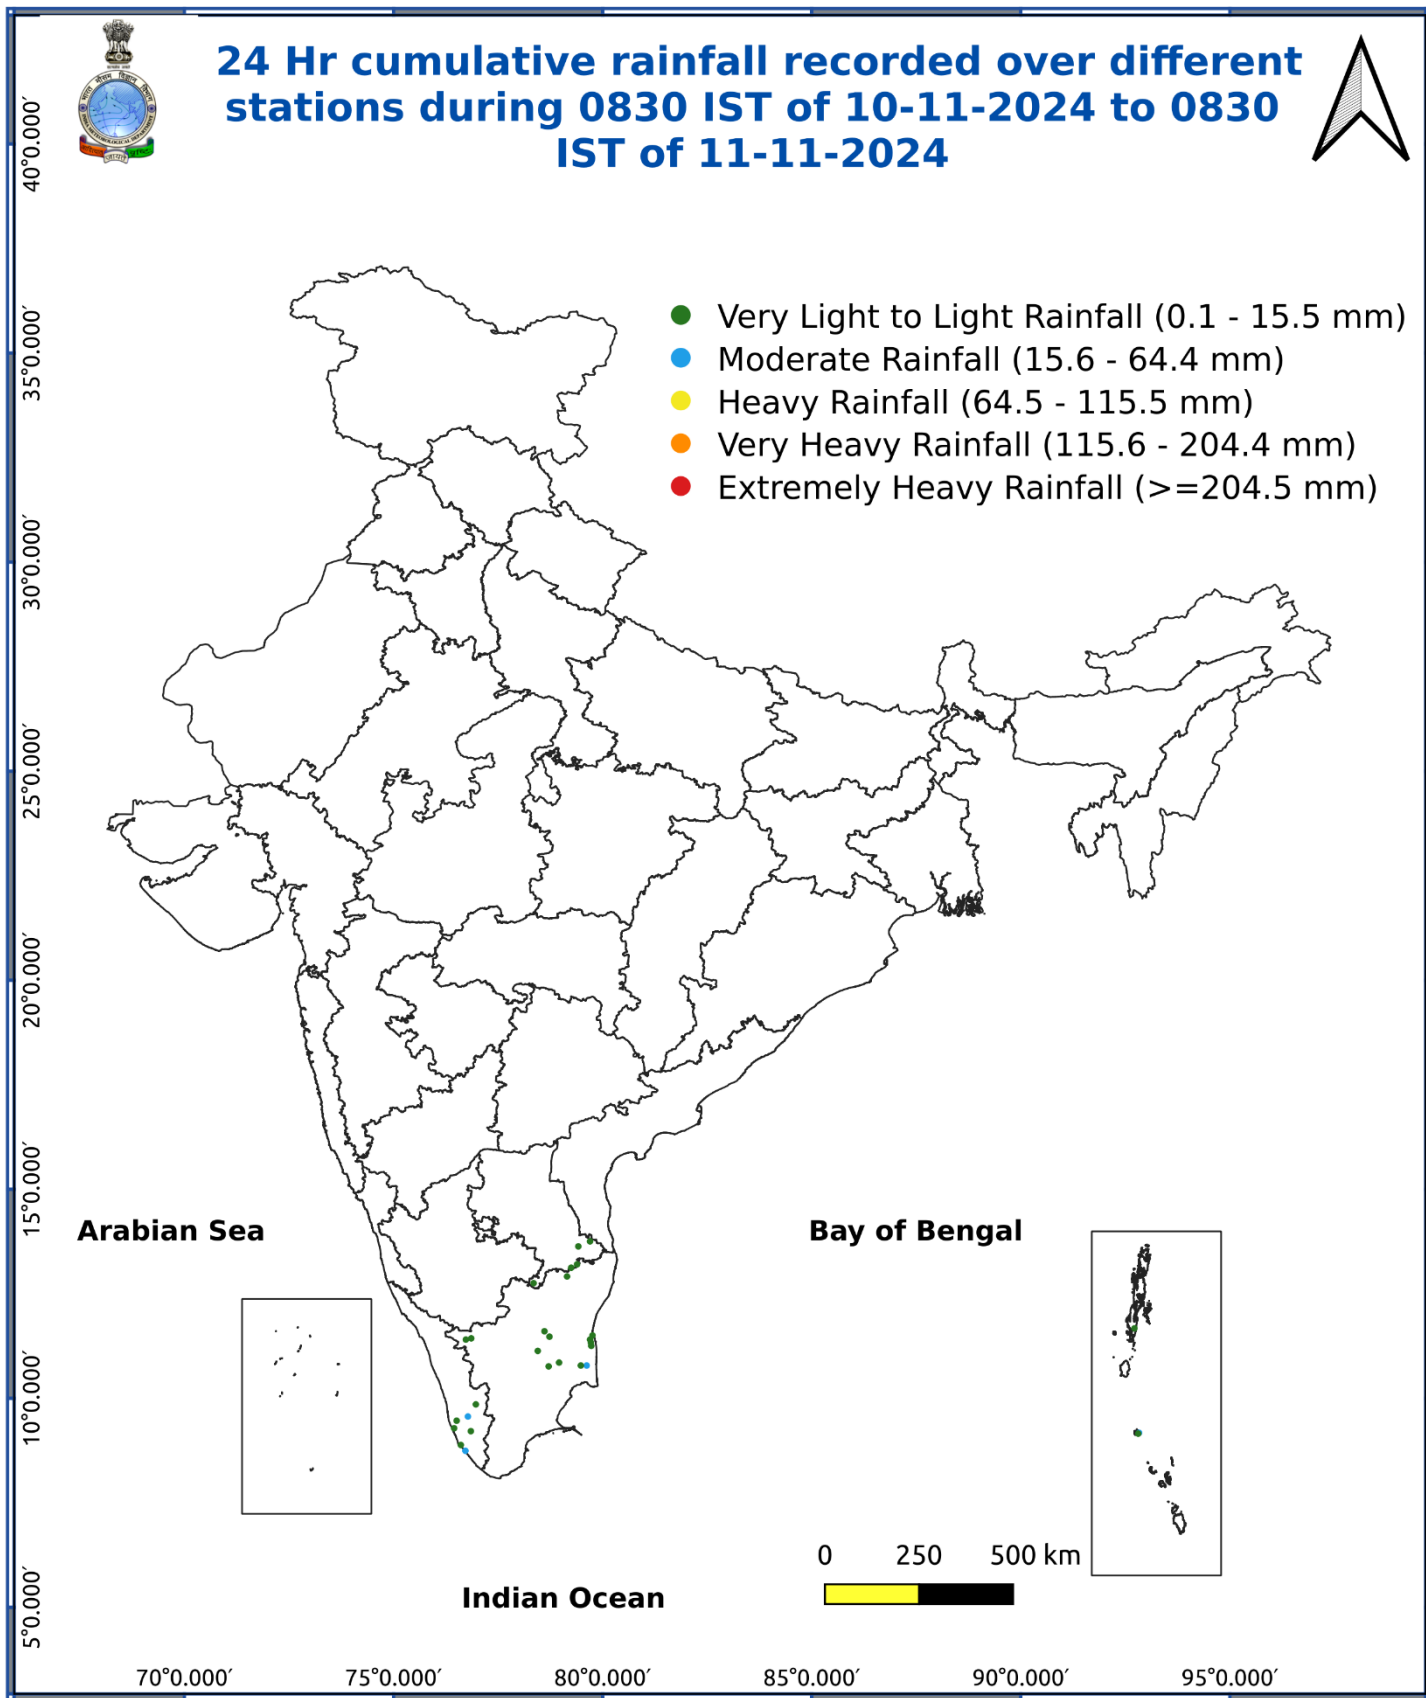 24 Hr cumulative rainfall recorded over different
stations during 0830 IST of 10-11-2024 to 0830
IST of 11-11-2024
Very Light to Light Rainfall (0.1 - 15.5 mm)
Moderate Rainfall (15.6 - 64.4 mm)
Heavy Rainfall (64.5 - 115.5 mm)
Very Heavy Rainfall (115.6 - 204.4 mm)
Extremely Heavy Rainfall (>=204.5 mm)
40°0.000′
35°0.000′
30°0.000′
25°0.000′
20°0.000′
15°0.000′
10°0.000′
5°0.000′
Arabian Sea
Bay of Bengal
Indian Ocean
0 250 500 km
70°0.000′ 75°0.000′ 80°0.000′ 85°0.000′ 90°0.000′ 95°0.000′